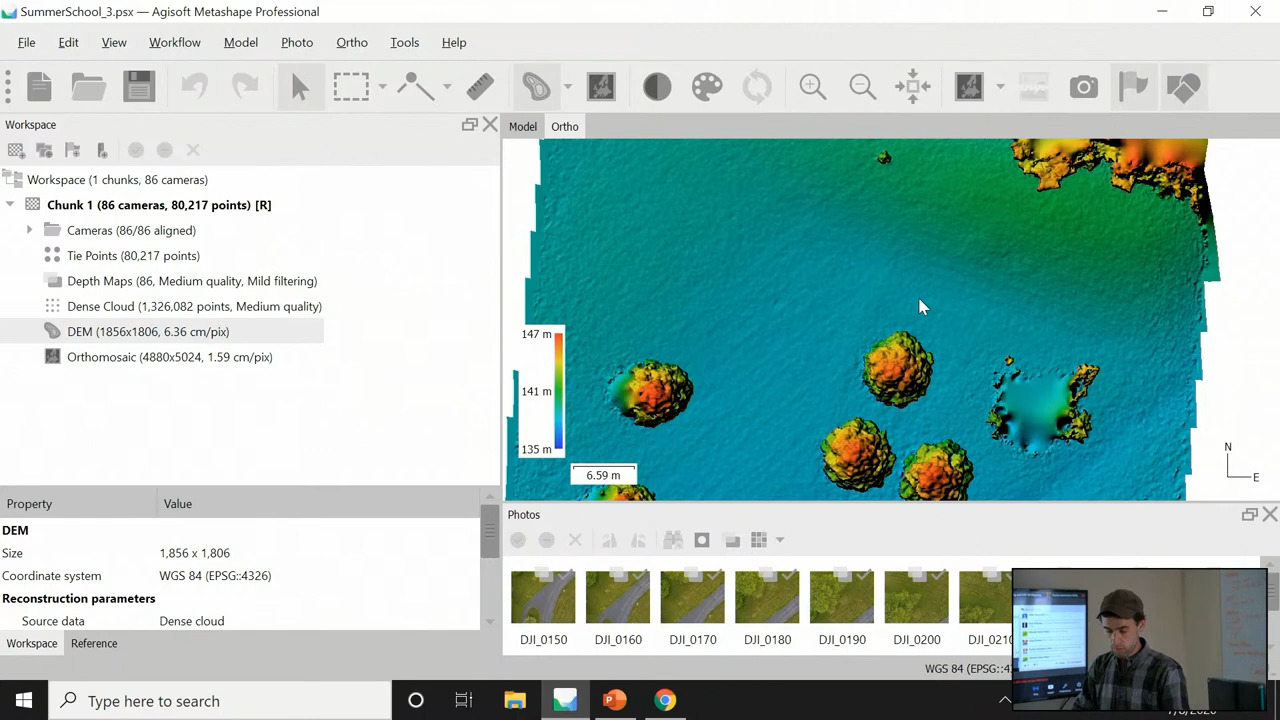 SummerSchool_3.psx — Agisoft Metashape Professional
File Edit View Workflow Model Photo Ortho Tools Help
Workspace
Model Ortho
Workspace (1 chunks, 86 cameras)
Chunk 1 (86 cameras, 80,217 points) [R]
Cameras (86/86 aligned)
Tie Points (80,217 points)
Depth Maps (86, Medium quality, Mild filtering)
Dense Cloud (1,326,082 points, Medium quality)
DEM (1856x1806, 6.36 cm/pix)
Orthomosaic (4880x5024, 1.59 cm/pix)
147 m
141 m
135 m
6.59 m
N
E
Property Value
DEM
Size 1,856 x 1,806
Coordinate system WGS 84 (EPSG::4326)
Reconstruction parameters
Source data Dense cloud
Workspace Reference
Photos
DJI_0150 DJI_0160 DJI_0170 DJI_0180 DJI_0190 DJI_0200
WGS 84 (EPSG::4
Type here to search